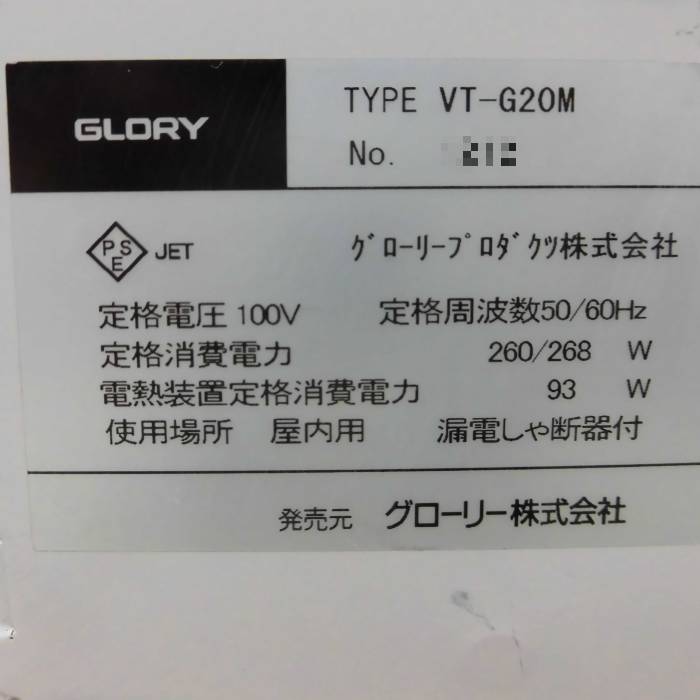 GLORY
TYPE VT-G20M
No.
PSE JET
グローリープロダクツ株式会社
定格電圧 100V 定格周波数50/60Hz
定格消費電力 260/268 W
電熱装置定格消費電力 93 W
使用場所 屋内用 漏電しゃ断器付
発売元 グローリー株式会社